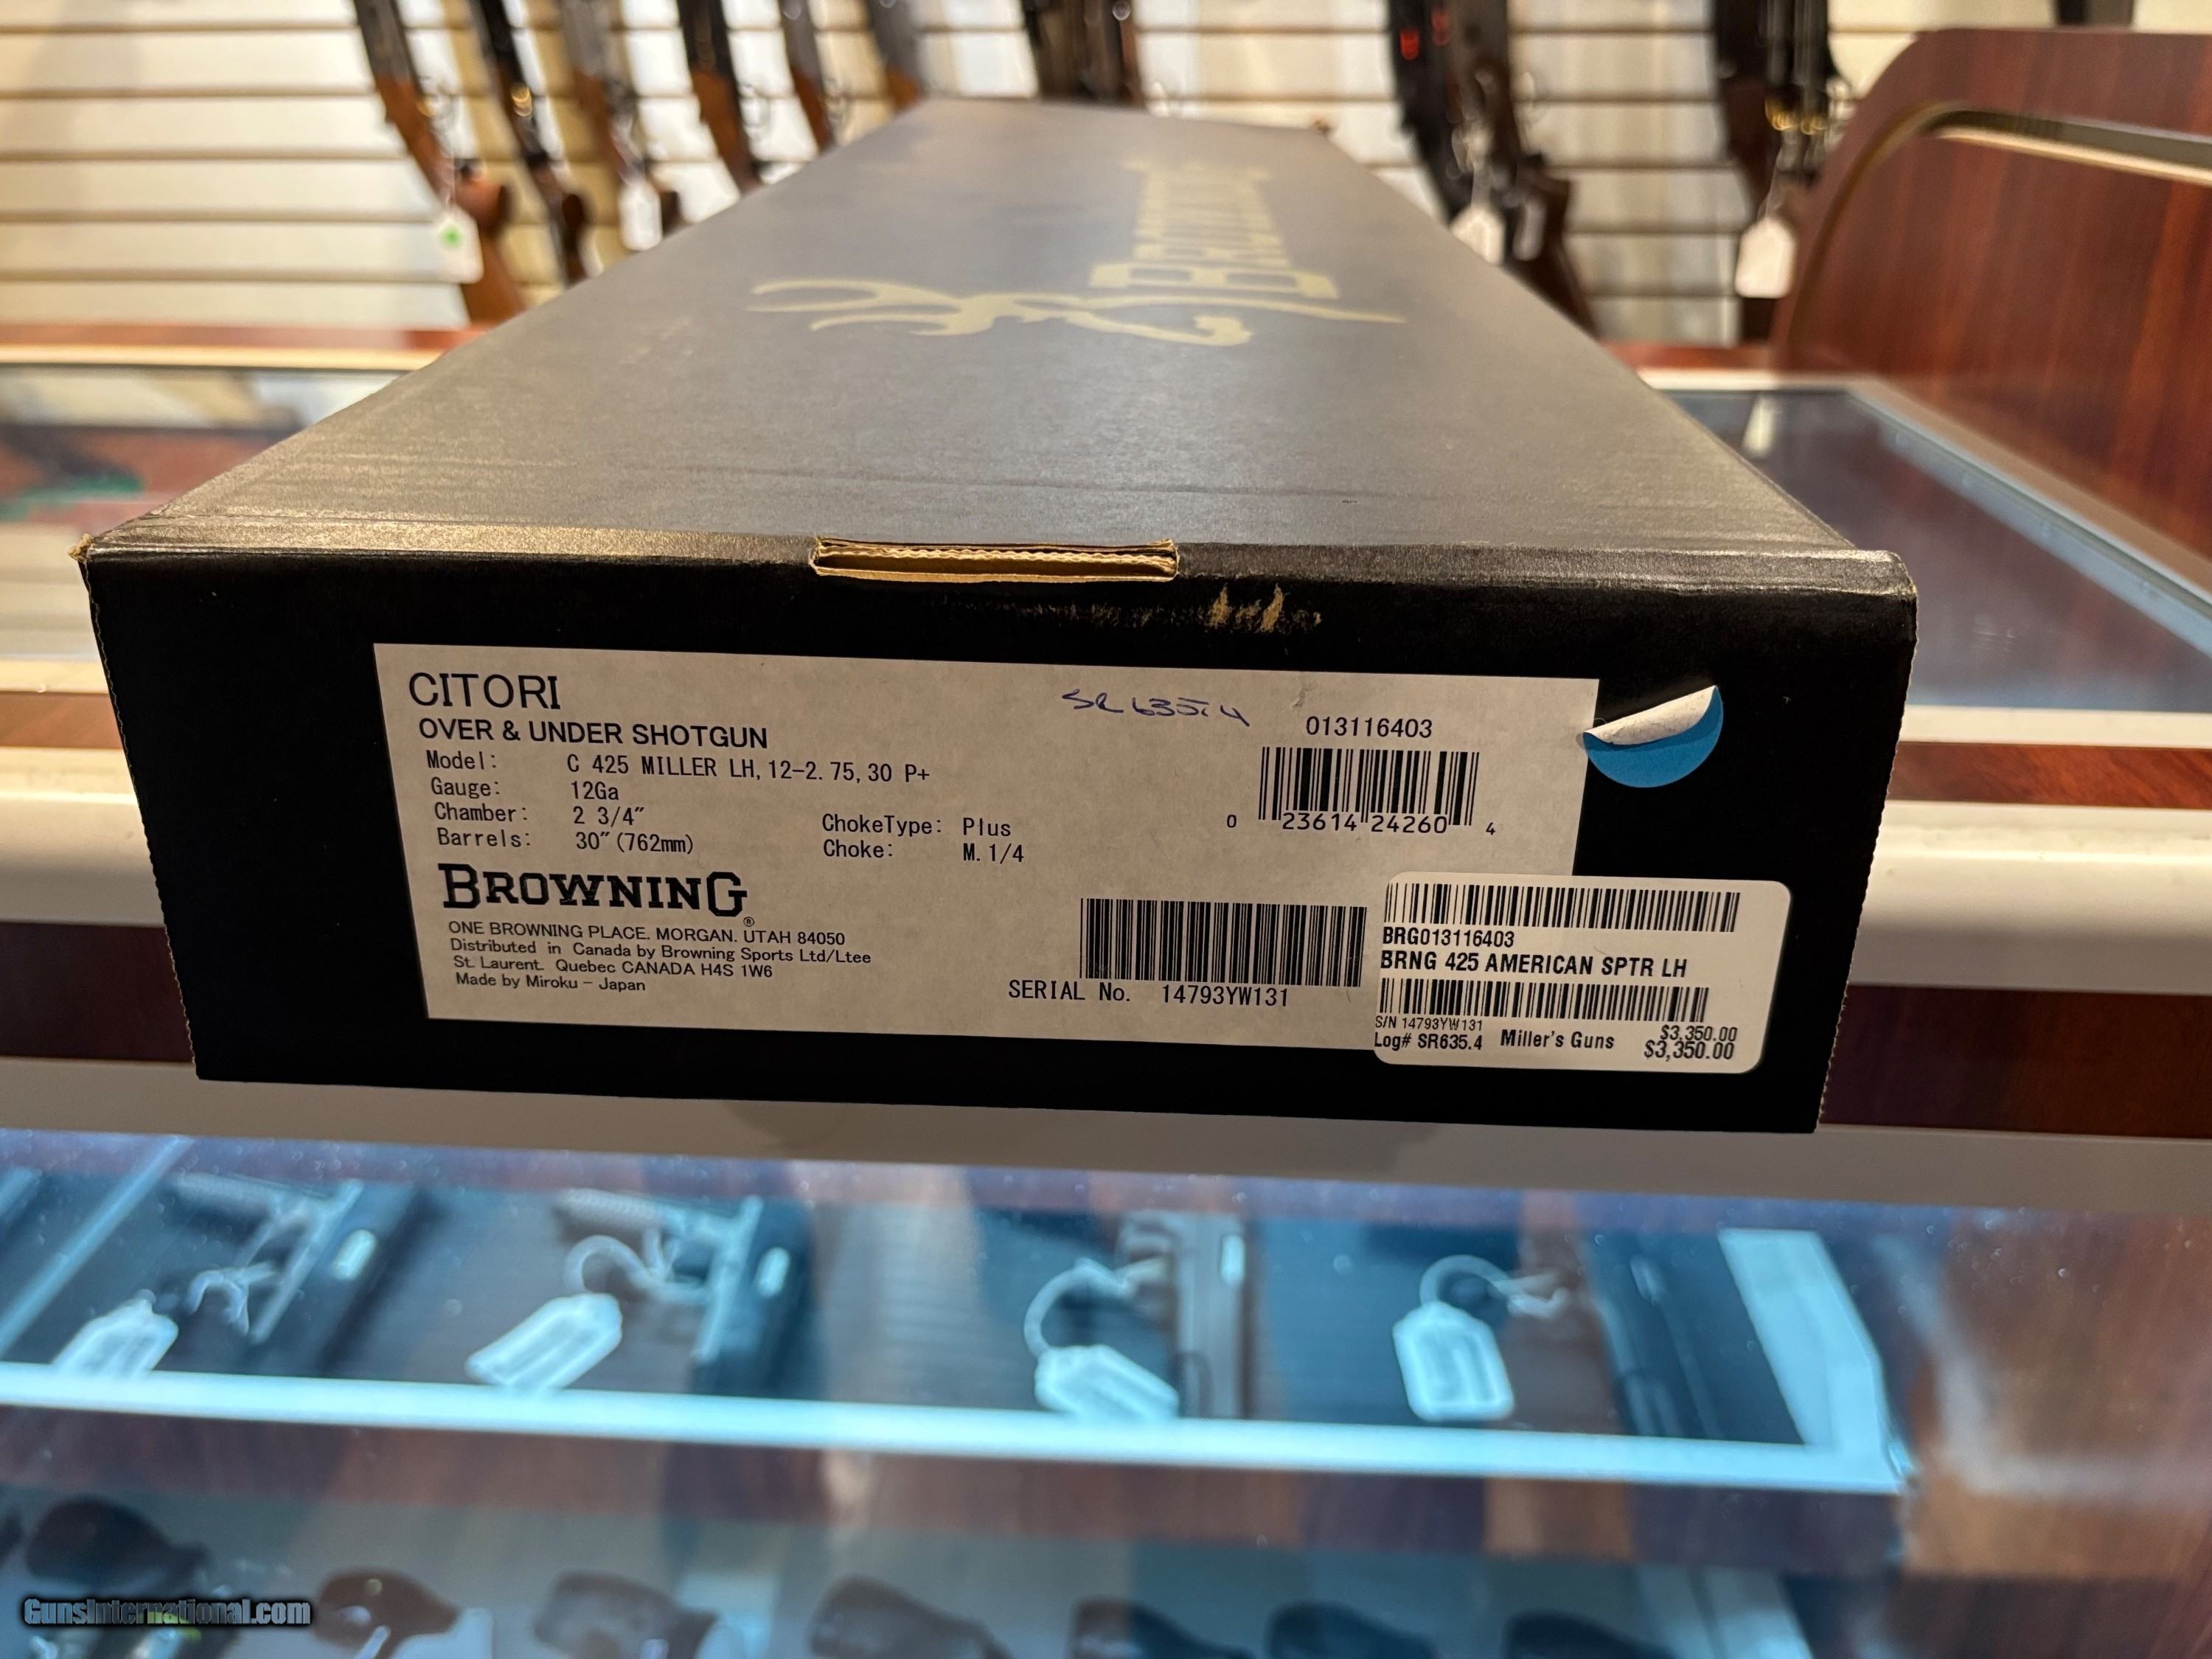 BROWNING
CITORI
OVER & UNDER SHOTGUN
Model: C 425 MILLER LH, 12-2.75, 30 P+
Gauge: 12Ga
Chamber: 2 3/4"
Barrels: 30"(762mm)
ChokeType: Plus
Choke: M.1/4
BROWNING®
ONE BROWNING PLACE. MORGAN. UTAH 84050
Distributed in Canada by Browning Sports Ltd/Ltee
St. Laurent. Quebec CANADA H4S 1W6
Made by Miroku - Japan
SR 635.4
013116403
0 23614 24260 4
SERIAL No. 14793YW131
BRG013116403
BRNG 425 AMERICAN SPTR LH
S/N 14793YW131 $3,350.00
Log# SR635.4 Miller's Guns $3,350.00
GunsInternational.com